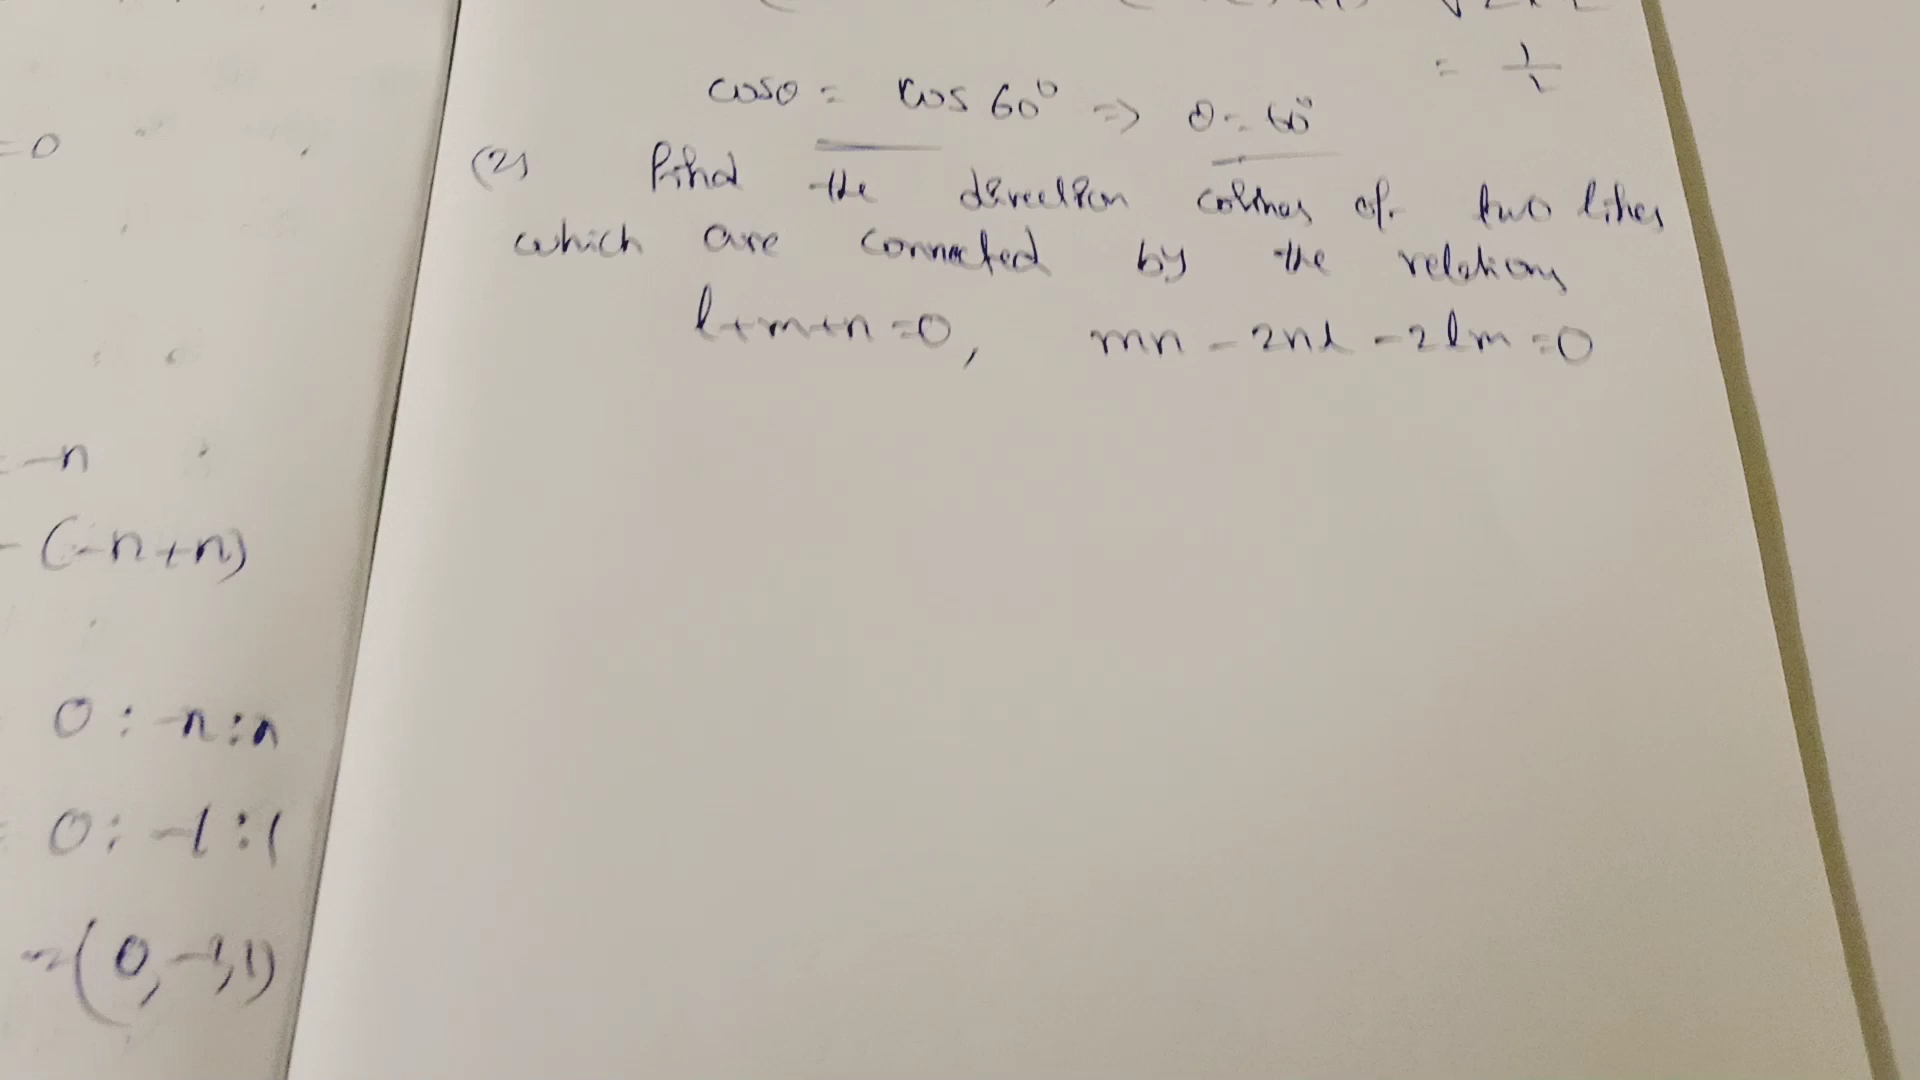 =0
=-n
-(-n+n)
0:-n:n
0:-1:1
=(0,-1,1)
= 1/2
cosθ = cos 60° => θ = 60°
(2) Find the direction cosines of two lines
which are connected by the relations
l+m+n=0, mn-2nl-2lm=0